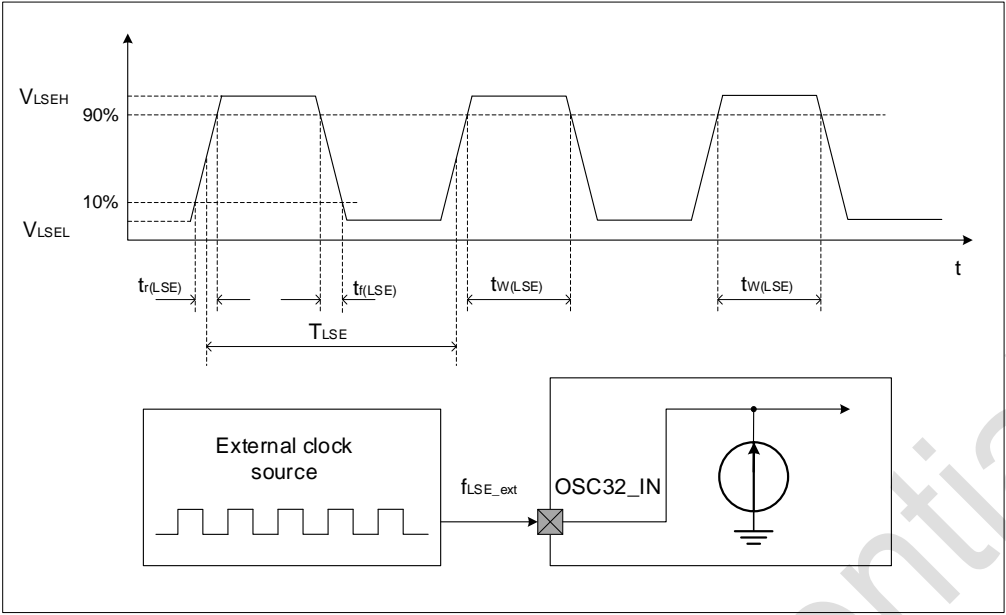 VLSEH
90%
10%
VLSEL
t
tr(LSE)
tf(LSE)
tW(LSE)
tW(LSE)
TLSE
External clock
source
fLSE_ext
OSC32_IN